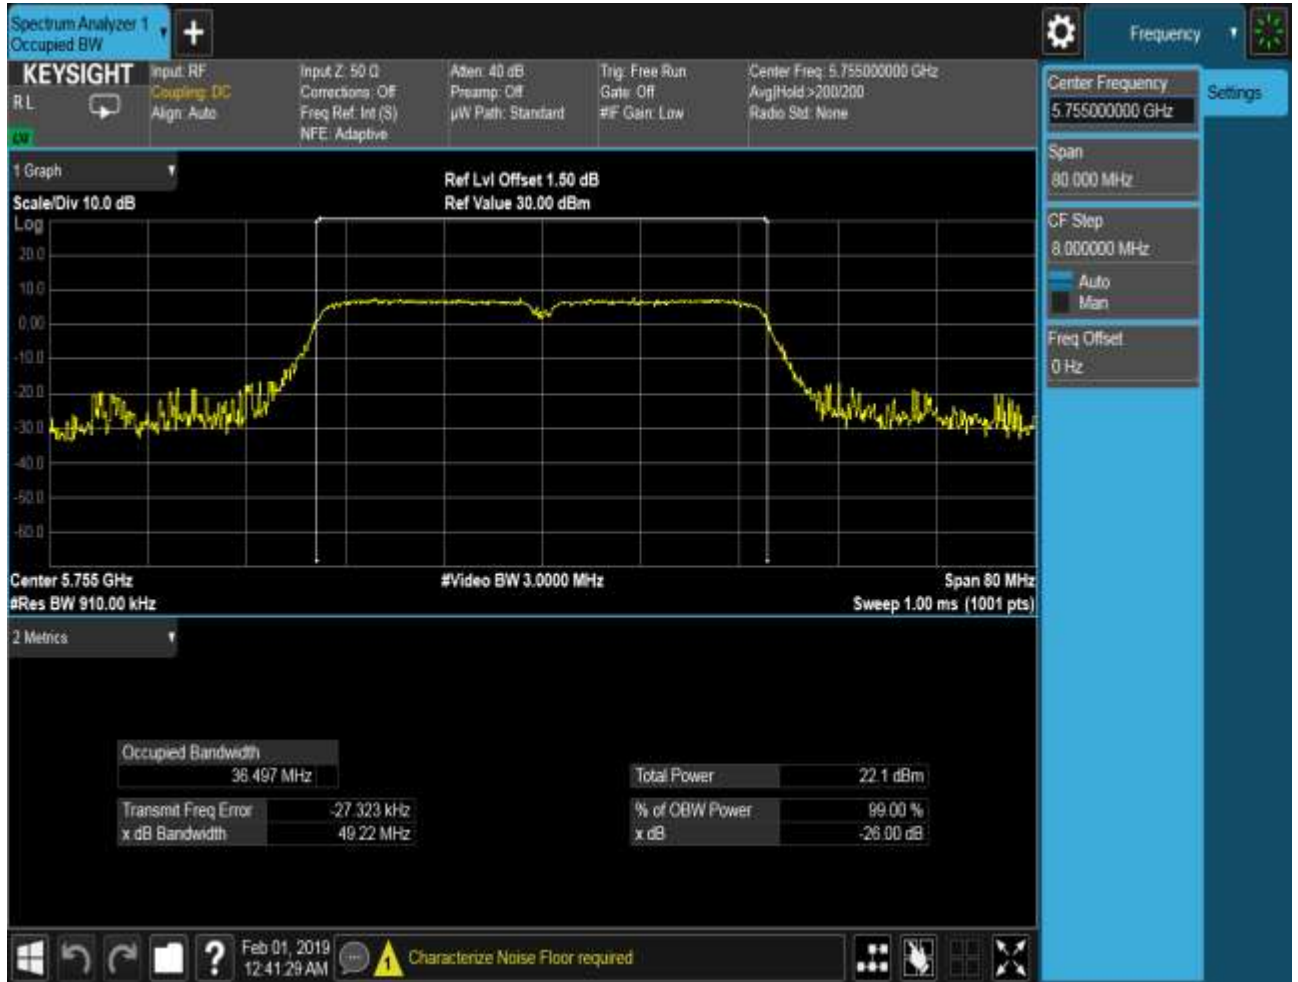 Spectrum Analyzer 1
Occupied BW
Frequency
KEYSIGHT
RL
Input: RF
Coupling: DC
Align: Auto
Input Z: 50 Ω
Corrections: Off
Freq Ref: Int (S)
NFE: Adaptive
Atten: 40 dB
Preamp: Off
µW Path: Standard
Trig: Free Run
Gate: Off
#IF Gain: Low
Center Freq: 5.755000000 GHz
Avg|Hold:>200/200
Radio Std: None
Center Frequency
5.755000000 GHz
Settings
Span
80.000 MHz
CF Step
8.000000 MHz
Auto
Man
Freq Offset
0 Hz
1 Graph
Scale/Div 10.0 dB
Ref Lvl Offset 1.50 dB
Ref Value 30.00 dBm
Log
20.0
10.0
0.00
-10.0
-20.0
-30.0
-40.0
-50.0
-60.0
Center 5.755 GHz
#Video BW 3.0000 MHz
Span 80 MHz
#Res BW 910.00 kHz
Sweep 1.00 ms (1001 pts)
2 Metrics
Occupied Bandwidth
36.497 MHz
Total Power 22.1 dBm
Transmit Freq Error -27.323 kHz
% of OBW Power 99.00 %
x dB Bandwidth 49.22 MHz
x dB -26.00 dB
?
Feb 01, 2019
12:41:29 AM
1
Characterize Noise Floor required